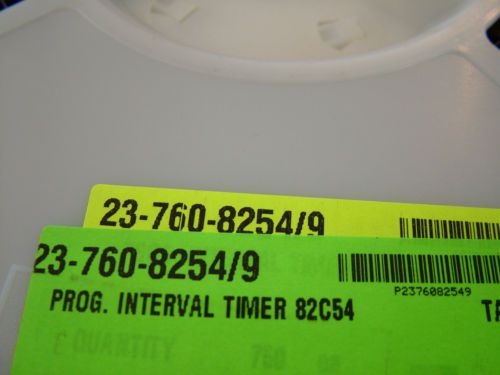 23-760-8254/9
23-760-8254/9
P2376082549
PROG. INTERVAL TIMER 82C54
QUANTITY 760